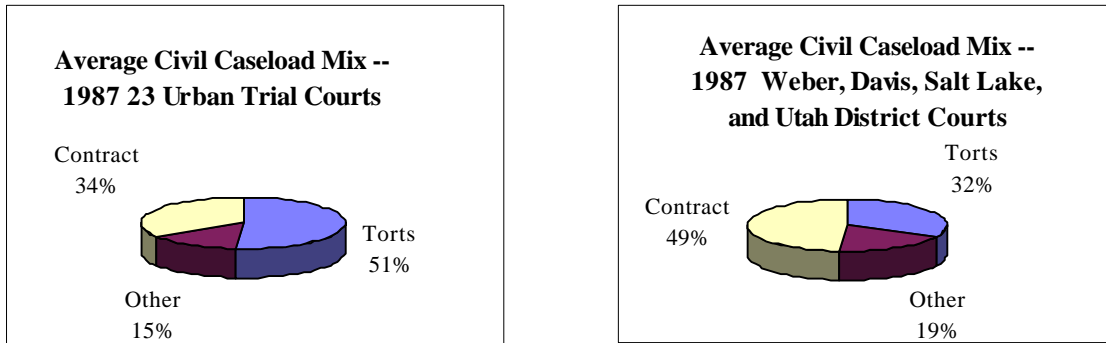 Average Civil Caseload Mix --
1987 23 Urban Trial Courts
Contract
34%
Torts
51%
Other
15%
Average Civil Caseload Mix --
1987 Weber, Davis, Salt Lake,
and Utah District Courts
Torts
32%
Contract
49%
Other
19%